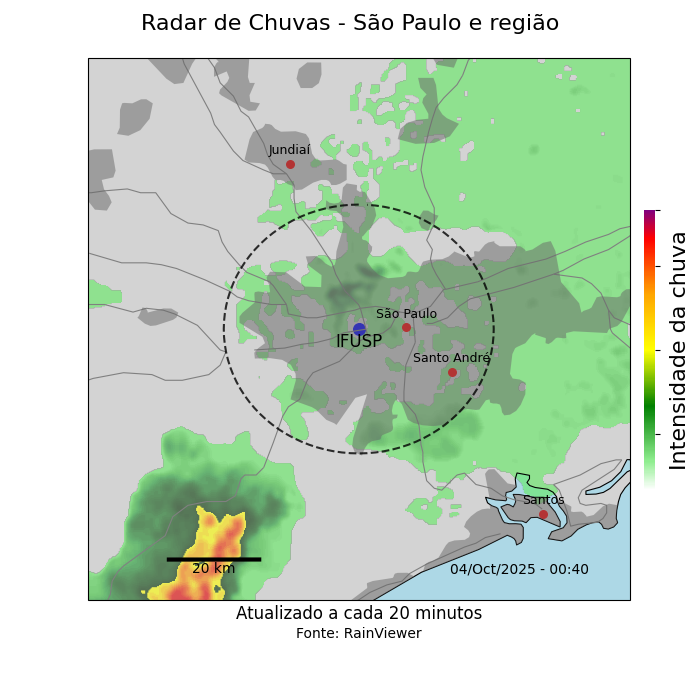 Radar de Chuvas - São Paulo e região
Jundiaí
São Paulo
IFUSP
Santo André
Santos
20 km
04/Oct/2025 - 00:40
Intensidade da chuva
Atualizado a cada 20 minutos
Fonte: RainViewer